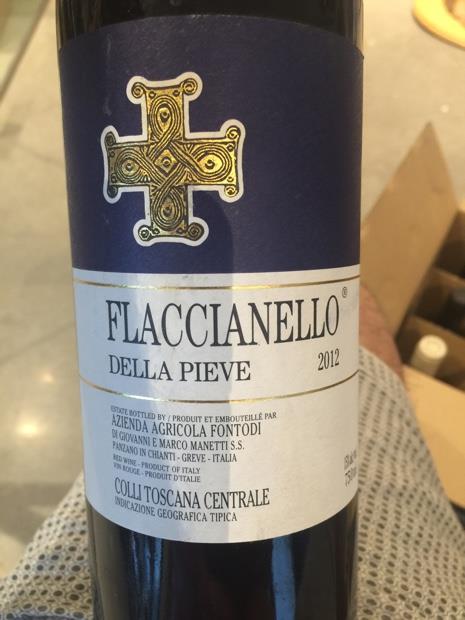 FLACCIANELLO®
DELLA PIEVE 2012
ESTATE BOTTLED BY / PRODUIT ET EMBOUTEILLÉ PAR
AZIENDA AGRICOLA FONTODI
DI GIOVANNI E MARCO MANETTI S.S.
PANZANO IN CHIANTI - GREVE - ITALIA
RED WINE - PRODUCT OF ITALY
VIN ROUGE - PRODUIT D'ITALIE
COLLI TOSCANA CENTRALE
INDICAZIONE GEOGRAFICA TIPICA